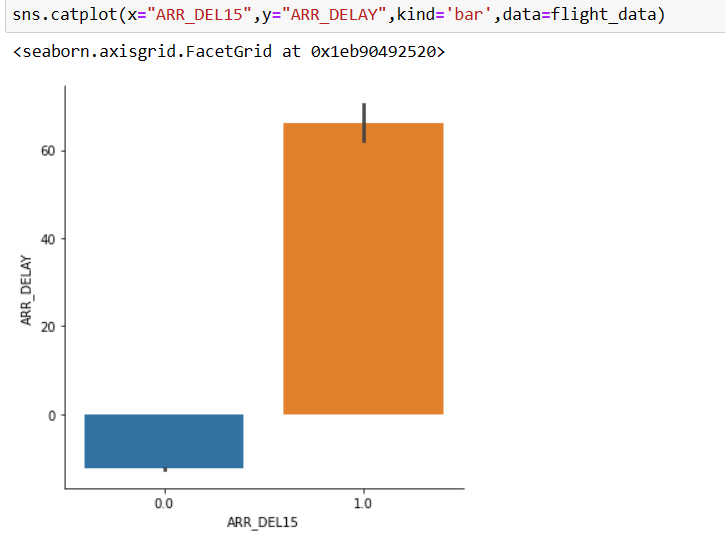 sns.catplot(x="ARR_DEL15",y="ARR_DELAY",kind='bar',data=flight_data)
<seaborn.axisgrid.FacetGrid at 0x1eb90492520>
60
40
20
0
ARR_DELAY
0.0 1.0
ARR_DEL15